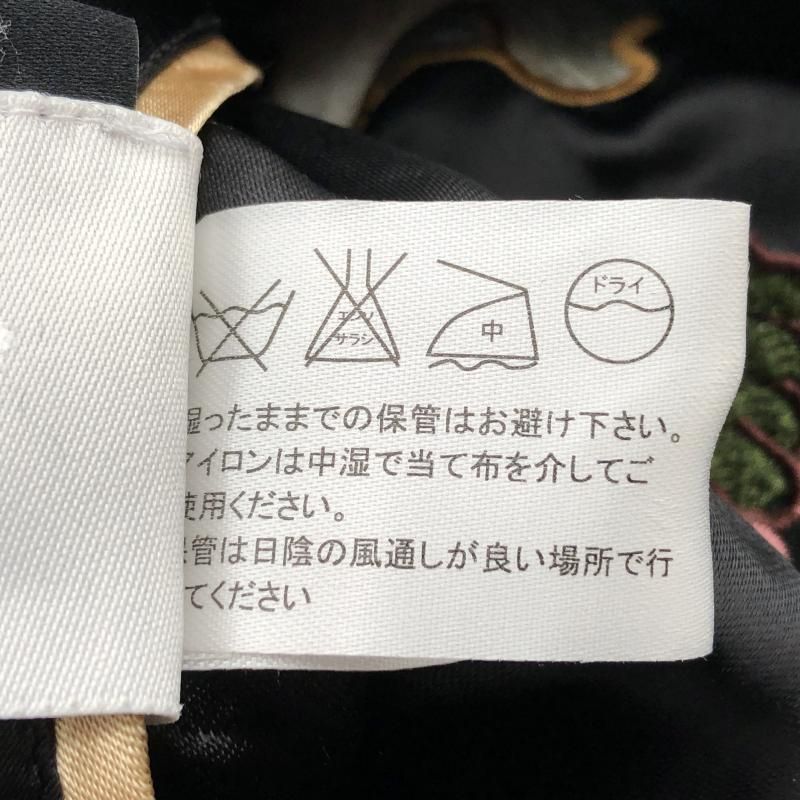 エンソ
サラシ
中
ドライ
湿ったままでの保管はお避け下さい。
アイロンは中湿で当て布を介してご
使用ください。
保管は日陰の風通しが良い場所で行
てください